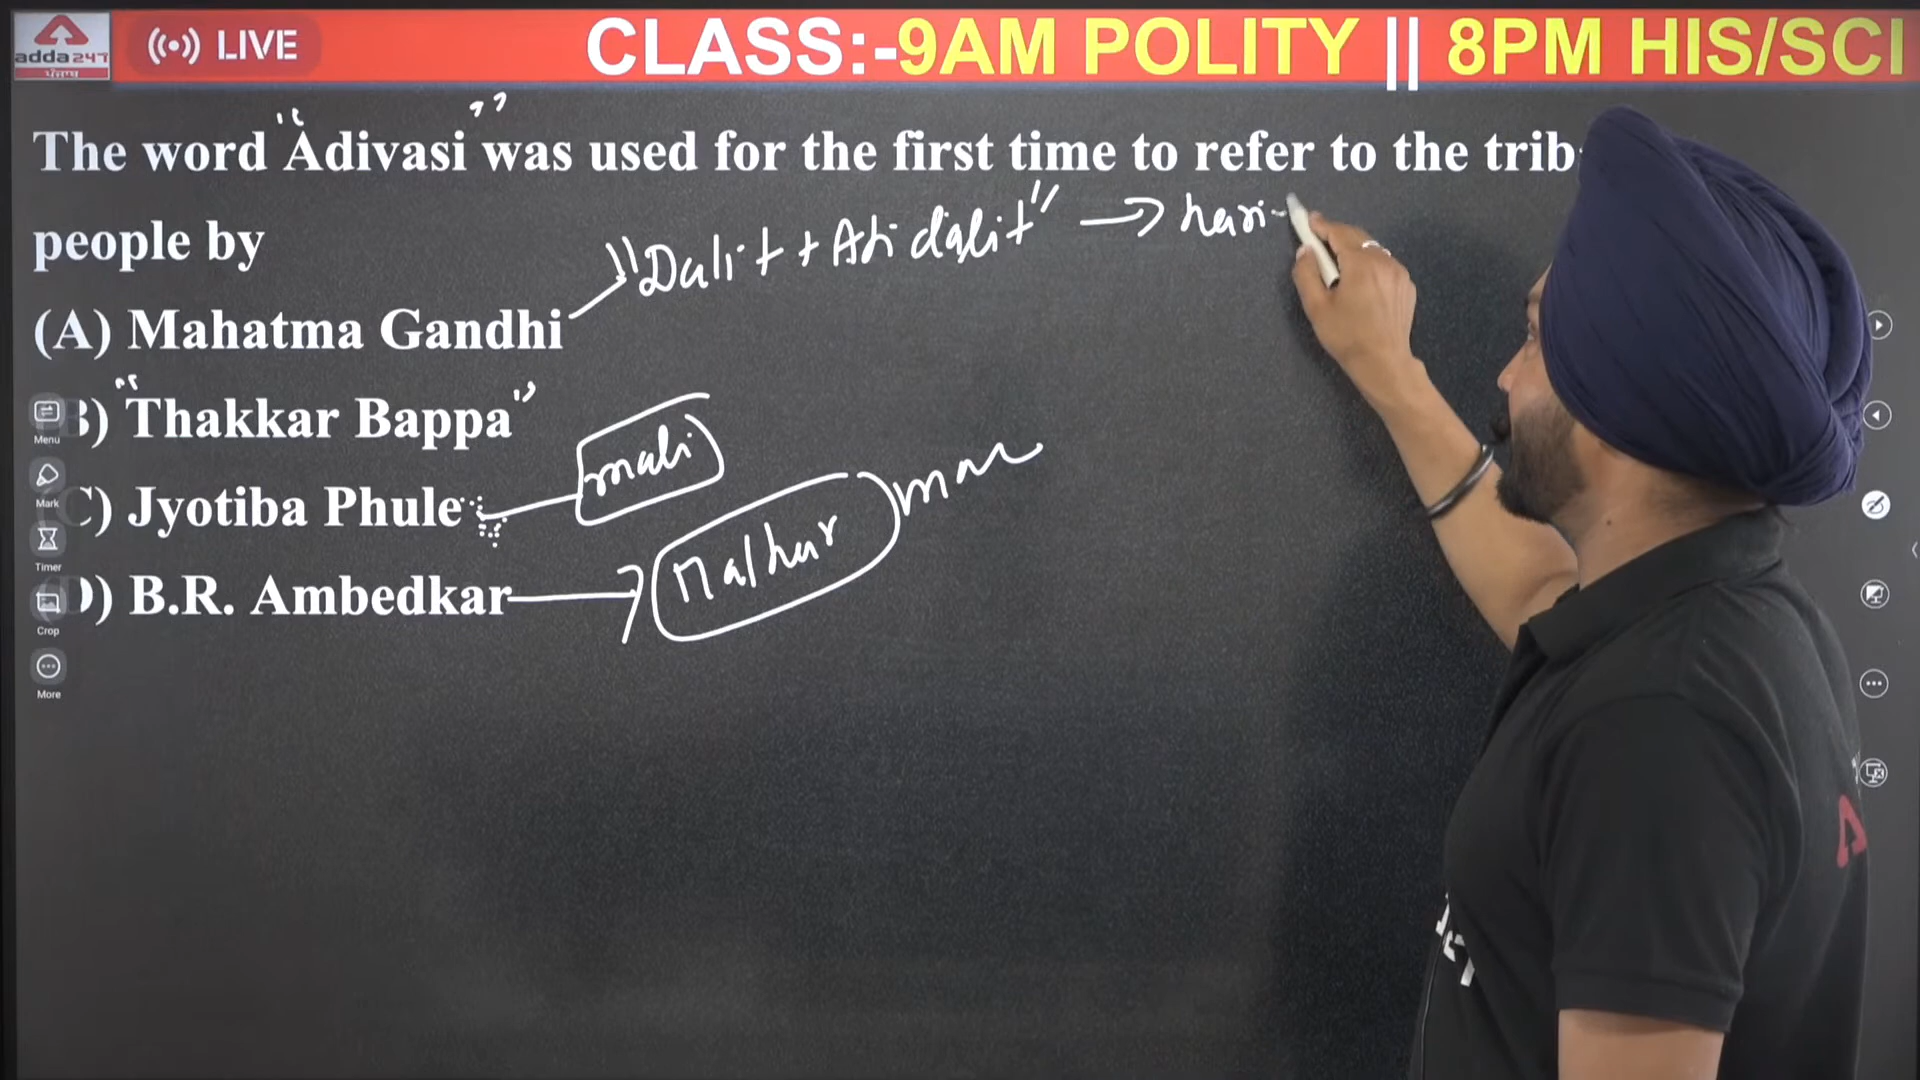 adda247
ਪੰਜਾਬ
LIVE
CLASS:-9AM POLITY || 8PM HIS/SCI
The word "Adivasi" was used for the first time to refer to the trib
people by
"Dalit + Ati dalit" → hari
(A) Mahatma Gandhi
B) "Thakkar Bappa"
mali
C) Jyotiba Phule
Malhar
D) B.R. Ambedkar
Menu
Mark
Timer
Crop
More